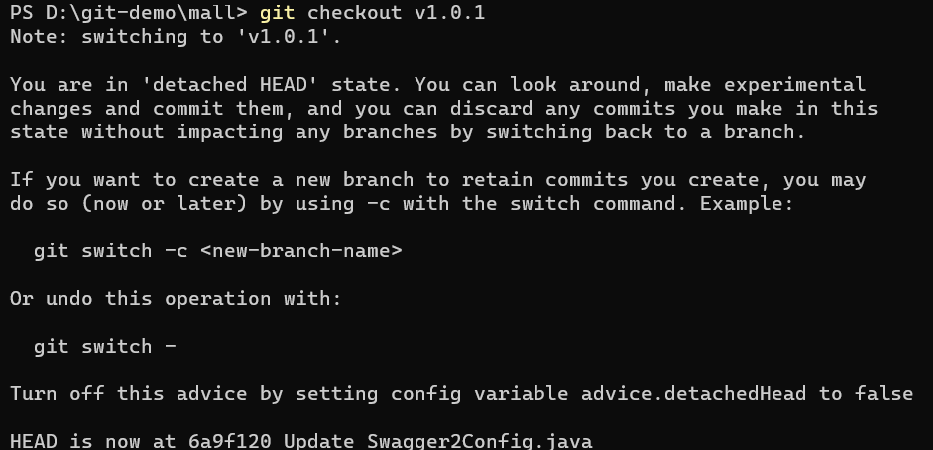 PS D:\git-demo\mall> git checkout v1.0.1
Note: switching to 'v1.0.1'.
You are in 'detached HEAD' state. You can look around, make experimental
changes and commit them, and you can discard any commits you make in this
state without impacting any branches by switching back to a branch.
If you want to create a new branch to retain commits you create, you may
do so (now or later) by using -c with the switch command. Example:
git switch -c <new-branch-name>
Or undo this operation with:
git switch -
Turn off this advice by setting config variable advice.detachedHead to false
HEAD is now at 6a9f120 Update Swagger2Config.java